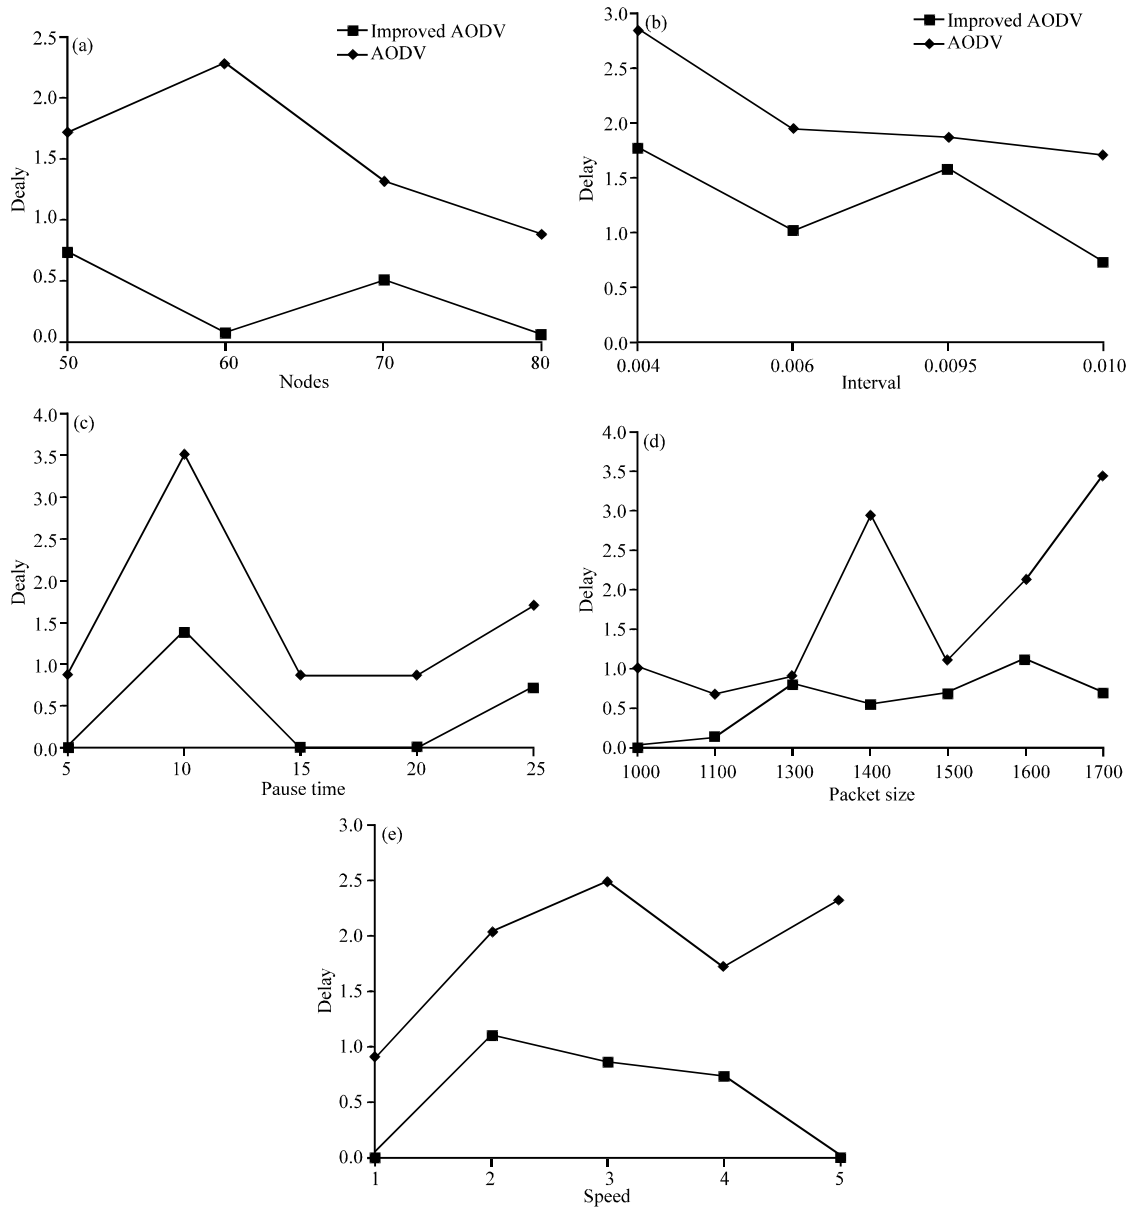 (a)
Improved AODV
AODV
2.5
2.0
1.5
1.0
0.5
0.0
Dealy
50 60 70 80
Nodes
(b)
Improved AODV
AODV
3.0
2.5
2.0
1.5
1.0
0.5
0.0
Delay
0.004 0.006 0.0095 0.010
Interval
(c)
4.0
3.5
3.0
2.5
2.0
1.5
1.0
0.5
0.0
Dealy
5 10 15 20 25
Pause time
(d)
4.0
3.5
3.0
2.5
2.0
1.5
1.0
0.5
0.0
Delay
1000 1100 1300 1400 1500 1600 1700
Packet size
(e)
3.0
2.5
2.0
1.5
1.0
0.5
0.0
Delay
1 2 3 4 5
Speed